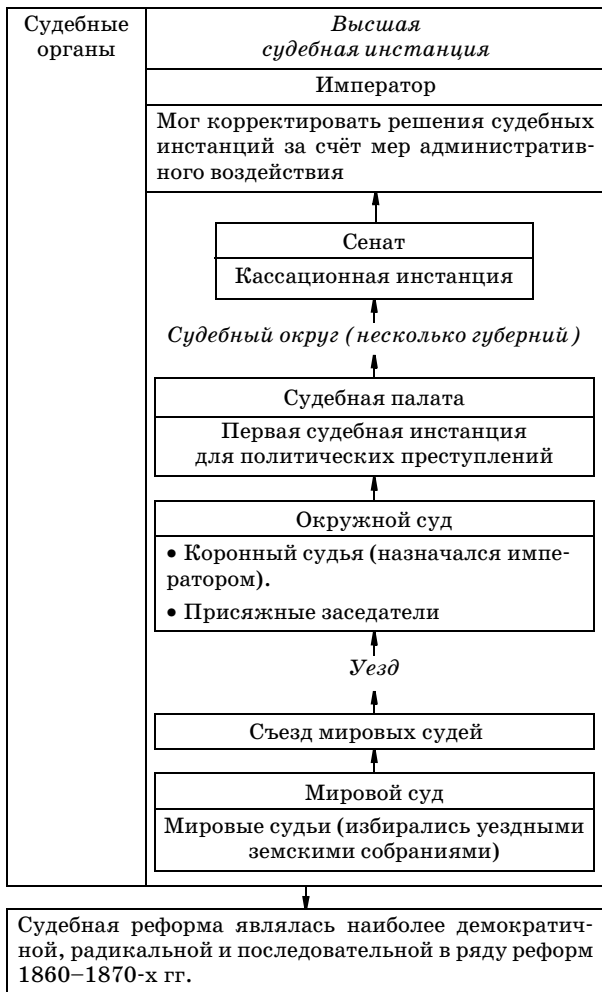 Судебные
органы
Высшая
судебная инстанция
Император
Мог корректировать решения судебных
инстанций за счёт мер административ-
ного воздействия
Сенат
Кассационная инстанция
Судебный округ (несколько губерний)
Судебная палата
Первая судебная инстанция
для политических преступлений
Окружной суд
• Коронный судья (назначался импе-
ратором).
• Присяжные заседатели
Уезд
Съезд мировых судей
Мировой суд
Мировые судьи (избирались уездными
земскими собраниями)
Судебная реформа являлась наиболее демократич-
ной, радикальной и последовательной в ряду реформ
1860–1870-х гг.